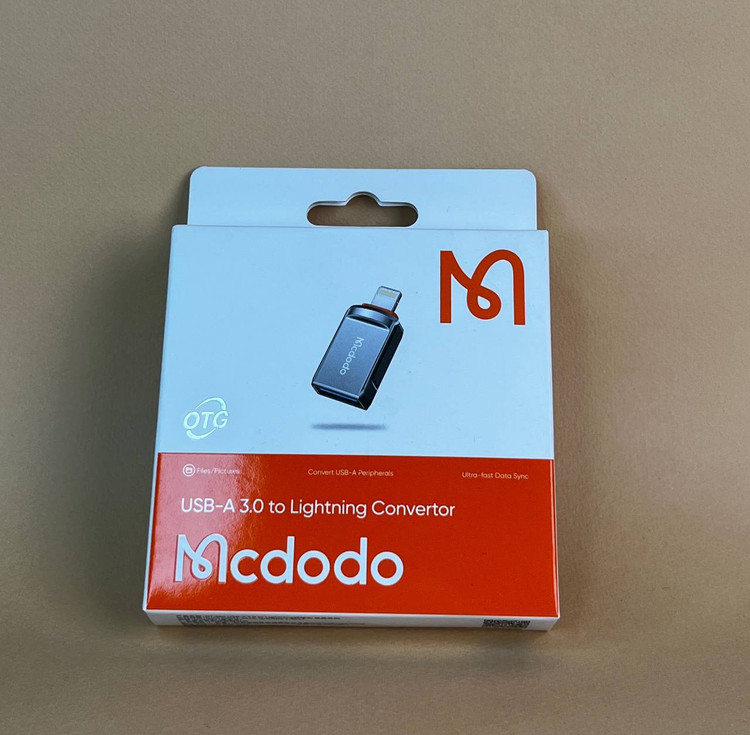 M
Mcdodo
OTG
Files/Pictures
Convert USB-A Peripherals
Ultra-fast Data Sync
USB-A 3.0 to Lightning Convertor
Mcdodo